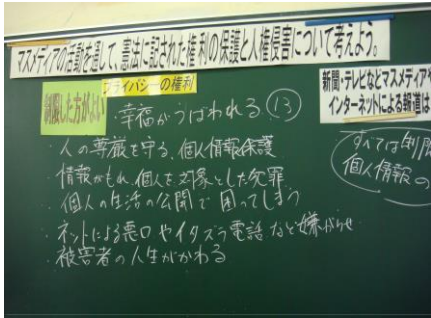 マスメディアの活動を通して、憲法に記された権利の保護と人権侵害について考えよう。
プライバシーの権利
制限した方がよい
幸福がうばわれる ⑬
・人の尊厳を守る、個人情報保護
・情報がもれ、個人を対象とした犯罪
・個人の生活の公開で困ってしまう
・ネットによる悪口やイタズラ電話など嫌がらせ
・被害者の人生がかわる
新聞・テレビなどマスメディアや
インターネットによる報道は
すべては制限
個人情報の